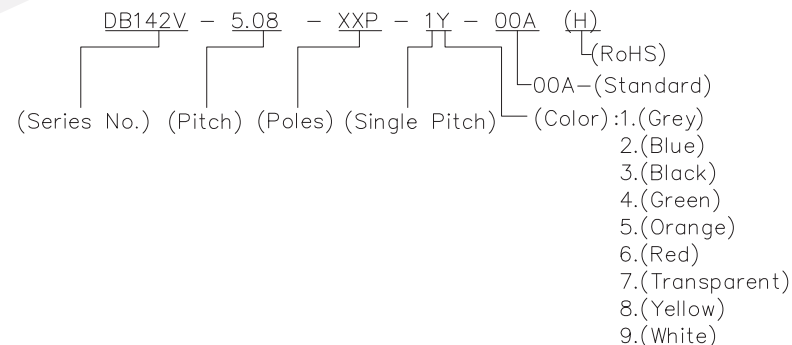 DB142V - 5.08 - XXP - 1Y - 00A (H)
(RoHS)
00A-(Standard)
(Series No.) (Pitch) (Poles) (Single Pitch) (Color):1.(Grey)
2.(Blue)
3.(Black)
4.(Green)
5.(Orange)
6.(Red)
7.(Transparent)
8.(Yellow)
9.(White)